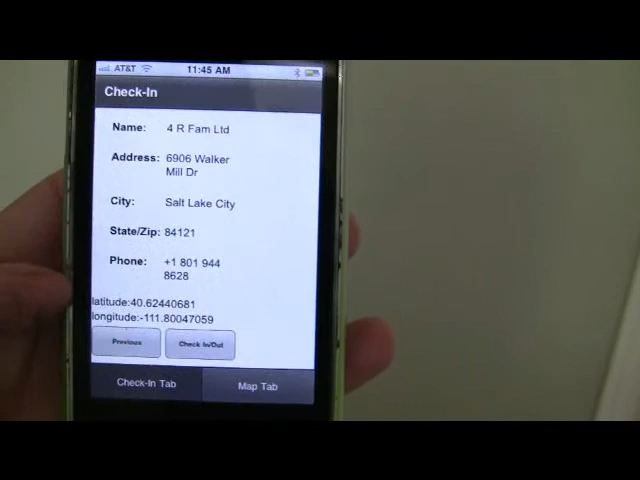 AT&T 11:45 AM
Check-In
Name: 4 R Fam Ltd
Address: 6906 Walker
Mill Dr
City: Salt Lake City
State/Zip: 84121
Phone: +1 801 944
8628
latitude:40.62440681
longitude:-111.80047059
Previous Check In/Out
Check-In Tab Map Tab